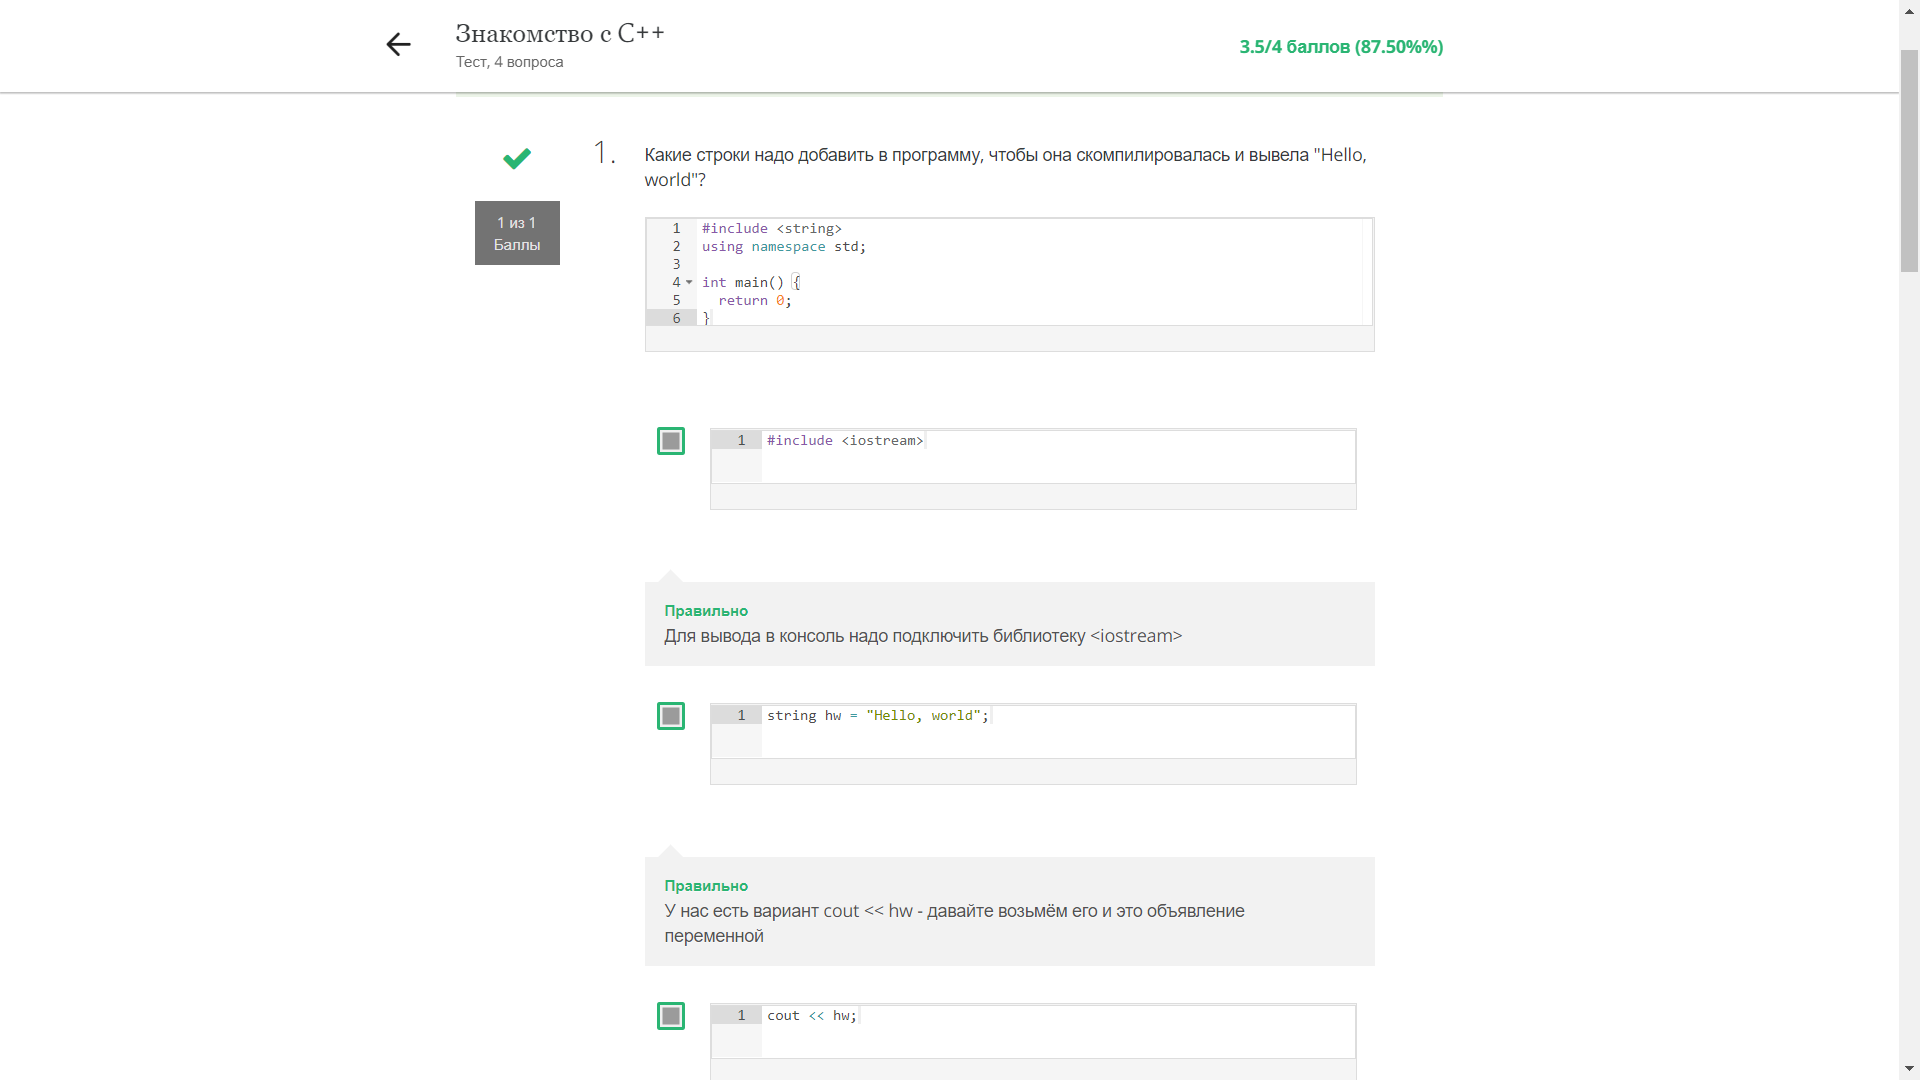 Знакомство с C++
Тест, 4 вопроса
3.5/4 баллов (87.50%%)
1 из 1
Баллы
1.
Какие строки надо добавить в программу, чтобы она скомпилировалась и вывела "Hello,
world"?
1 #include <string>
2 using namespace std;
3
4 int main() {
5   return 0;
6 }
1 #include <iostream>
Правильно
Для вывода в консоль надо подключить библиотеку <iostream>
1 string hw = "Hello, world";
Правильно
У нас есть вариант cout << hw - давайте возьмём его и это объявление
переменной
1 cout << hw;